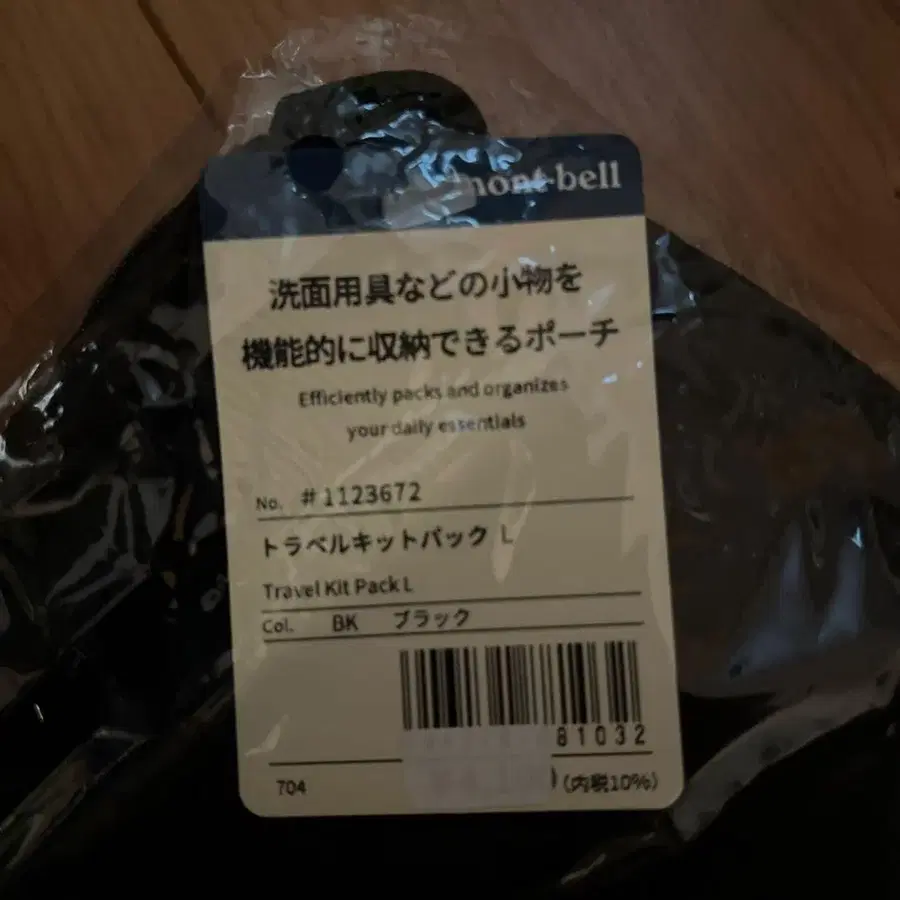 mont-bell
洗面用具などの小物を
機能的に収納できるポーチ
Efficiently packs and organizes
your daily essentials
No. #1123672
トラベルキットパック L
Travel Kit Pack L
Col. BK ブラック
81032
704 (内税10%)